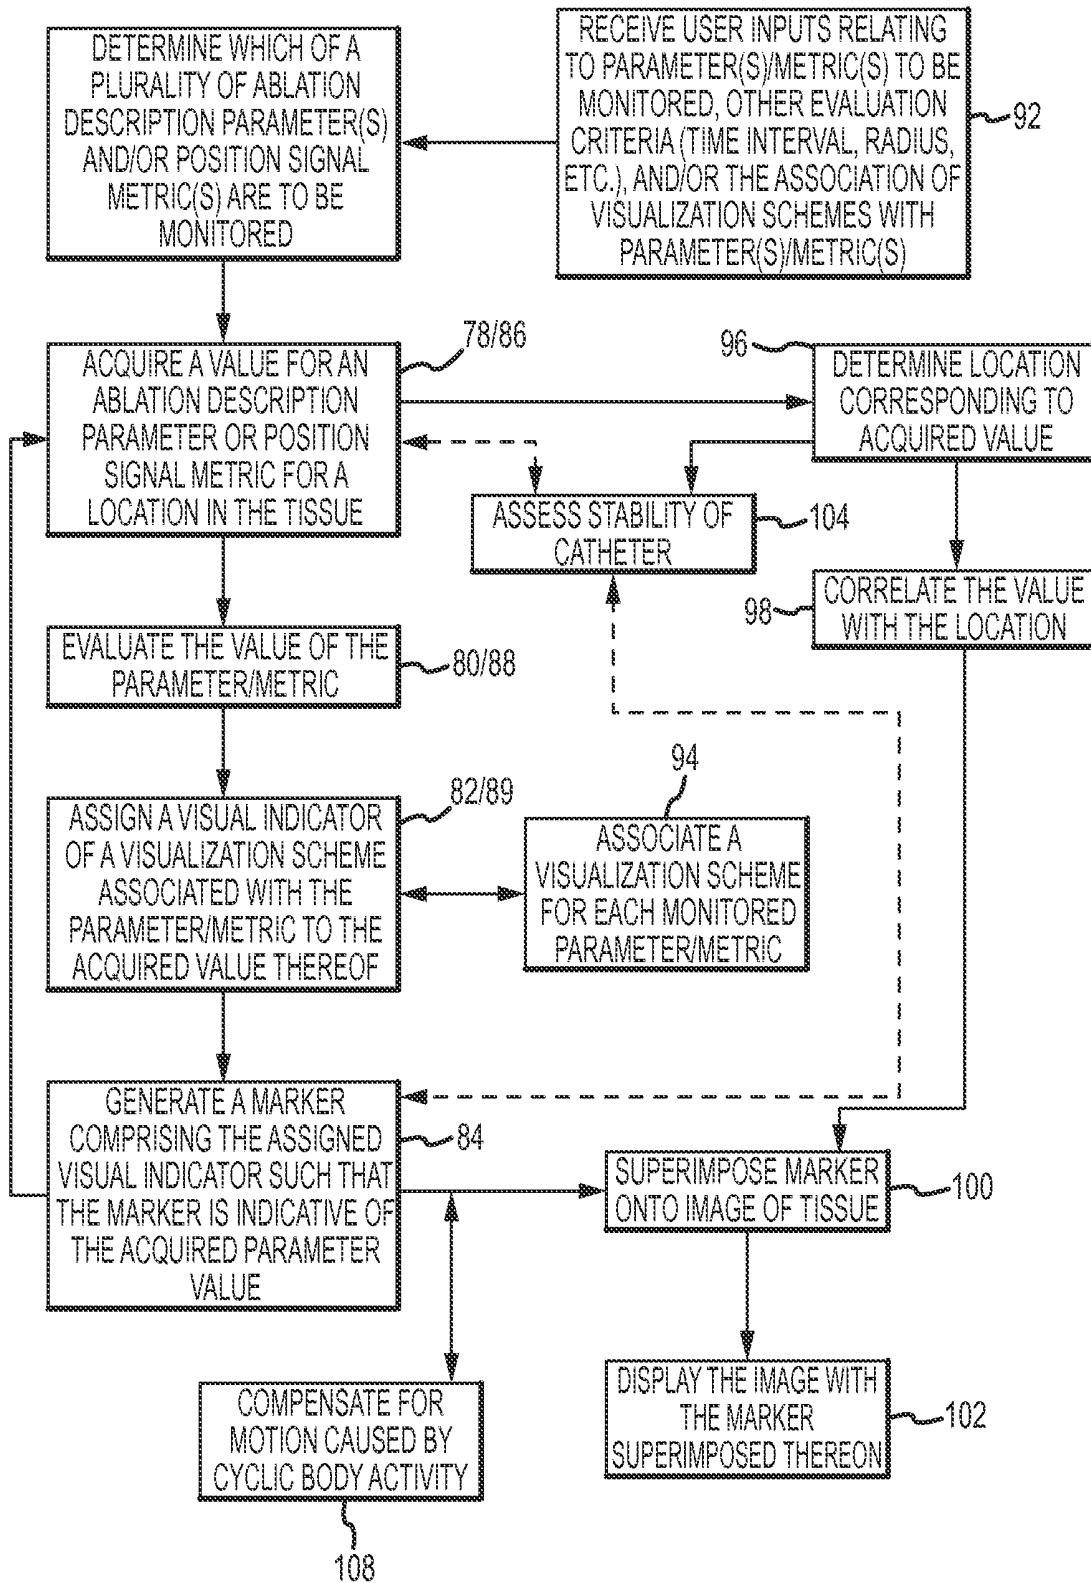 DETERMINE WHICH OF A
PLURALITY OF ABLATION
DESCRIPTION PARAMETER(S)
AND/OR POSITION SIGNAL
METRIC(S) ARE TO BE
MONITORED
RECEIVE USER INPUTS RELATING
TO PARAMETER(S)/METRIC(S) TO BE
MONITORED, OTHER EVALUATION
CRITERIA (TIME INTERVAL, RADIUS,
ETC.), AND/OR THE ASSOCIATION OF
VISUALIZATION SCHEMES WITH
PARAMETER(S)/METRIC(S)
92
78/86
ACQUIRE A VALUE FOR AN
ABLATION DESCRIPTION
PARAMETER OR POSITION
SIGNAL METRIC FOR A
LOCATION IN THE TISSUE
96
DETERMINE LOCATION
CORRESPONDING TO
ACQUIRED VALUE
ASSESS STABILITY OF
CATHETER
104
98
CORRELATE THE VALUE
WITH THE LOCATION
EVALUATE THE VALUE OF THE
PARAMETER/METRIC
80/88
82/89
ASSIGN A VISUAL INDICATOR
OF A VISUALIZATION SCHEME
ASSOCIATED WITH THE
PARAMETER/METRIC TO THE
ACQUIRED VALUE THEREOF
94
ASSOCIATE A
VISUALIZATION SCHEME
FOR EACH MONITORED
PARAMETER/METRIC
GENERATE A MARKER
COMPRISING THE ASSIGNED
VISUAL INDICATOR SUCH THAT
THE MARKER IS INDICATIVE OF
THE ACQUIRED PARAMETER
VALUE
84
SUPERIMPOSE MARKER
ONTO IMAGE OF TISSUE
100
COMPENSATE FOR
MOTION CAUSED BY
CYCLIC BODY ACTIVITY
108
DISPLAY THE IMAGE WITH
THE MARKER
SUPERIMPOSED THEREON
102